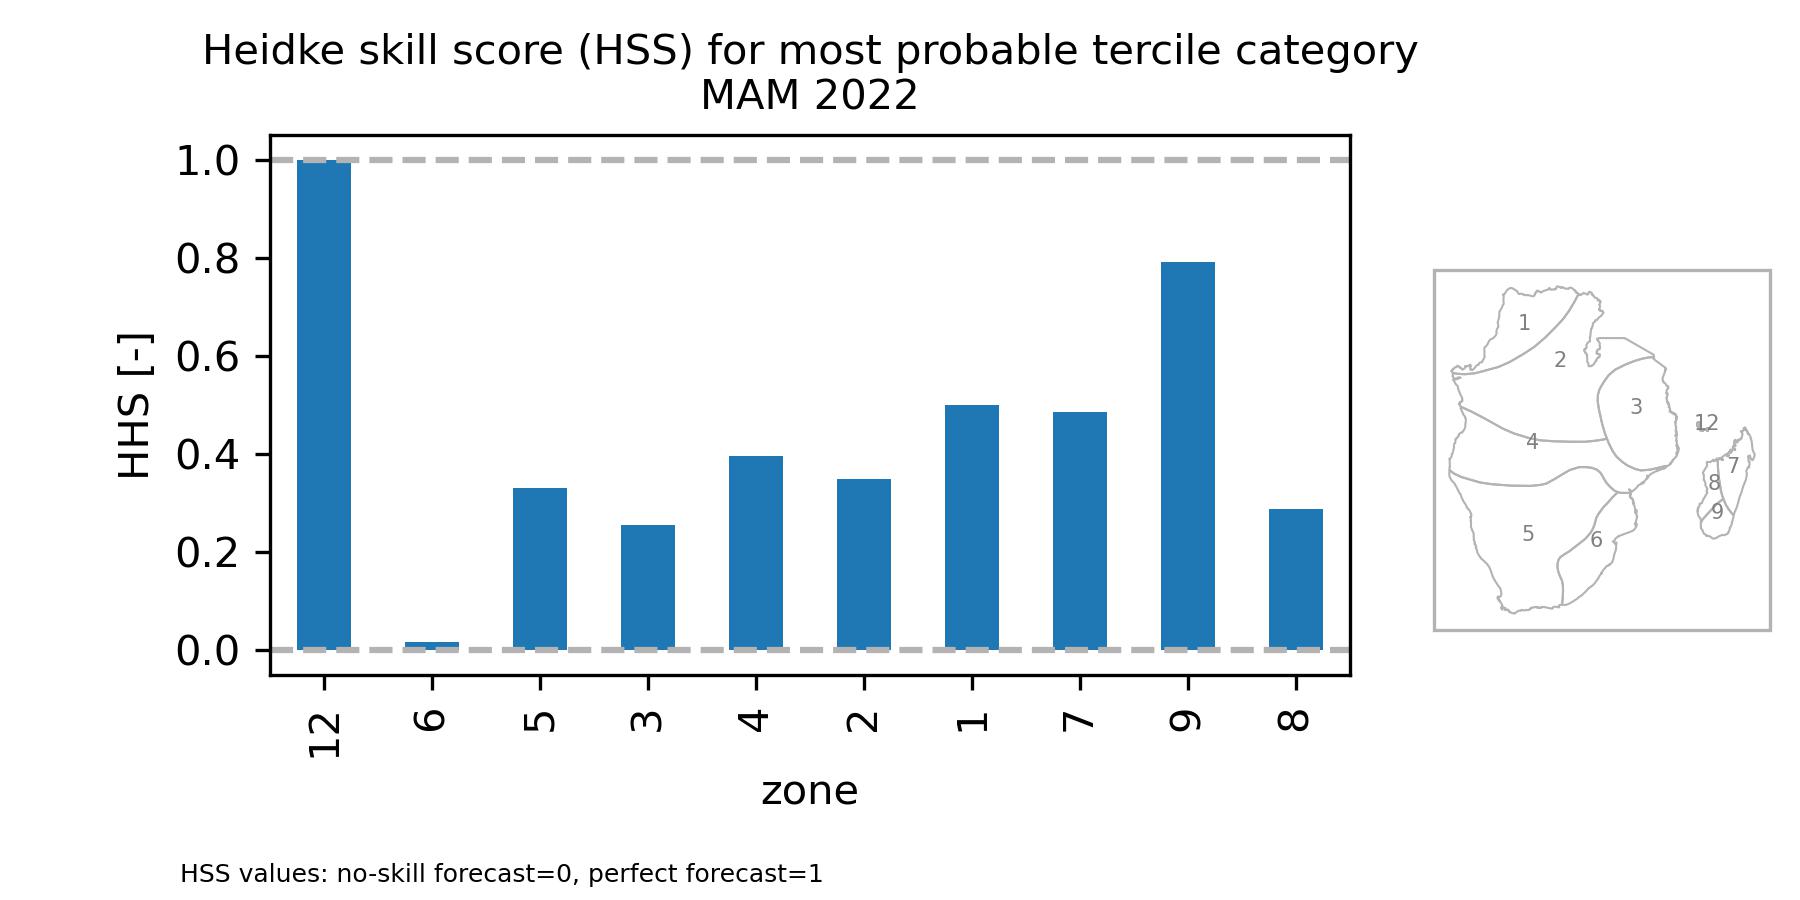 Heidke skill score (HSS) for most probable tercile category
MAM 2022
HHS [-]
1.0
0.8
0.6
0.4
0.2
0.0
12 6 5 3 4 2 1 7 9 8
zone
1
2
3
12
4
7
8
9
5
6
HSS values: no-skill forecast=0, perfect forecast=1